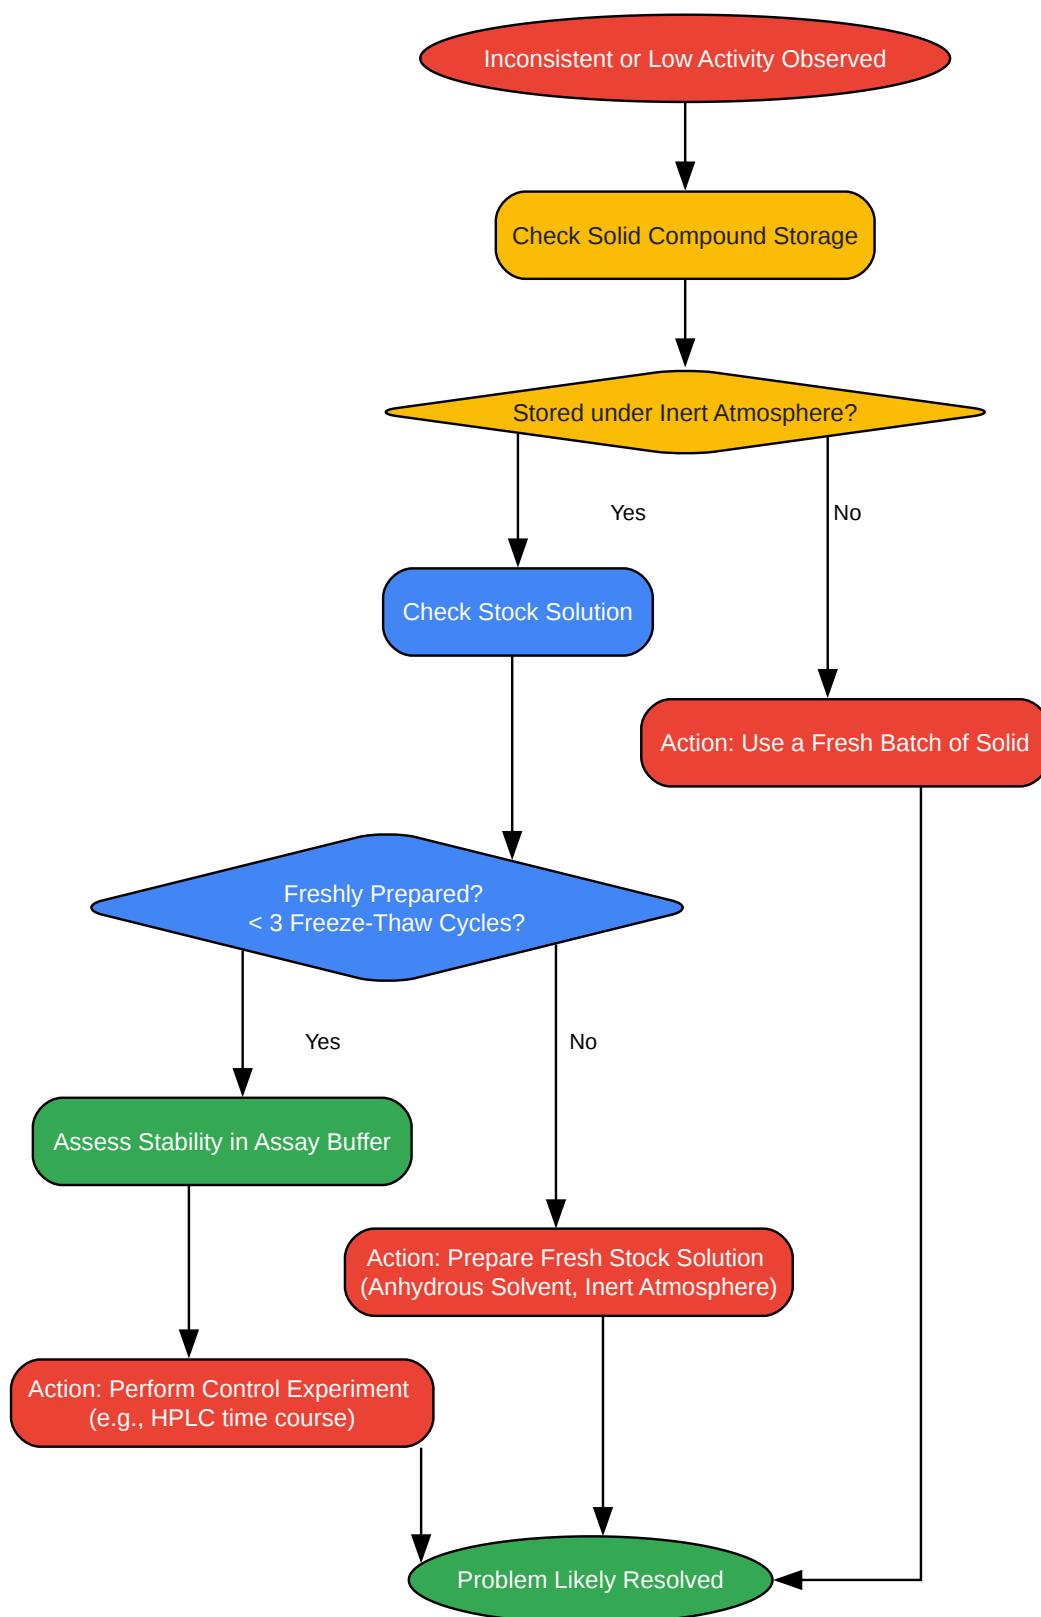 Inconsistent or Low Activity Observed
Check Solid Compound Storage
Stored under Inert Atmosphere?
Yes
No
Check Stock Solution
Action: Use a Fresh Batch of Solid
Freshly Prepared?
< 3 Freeze-Thaw Cycles?
Yes
No
Assess Stability in Assay Buffer
Action: Prepare Fresh Stock Solution
(Anhydrous Solvent, Inert Atmosphere)
Action: Perform Control Experiment
(e.g., HPLC time course)
Problem Likely Resolved